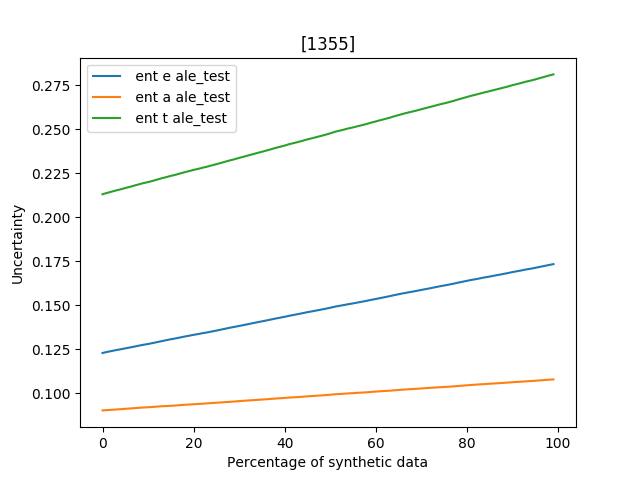 [1355]
ent e ale_test
ent a ale_test
ent t ale_test
0.275
0.250
0.225
0.200
0.175
0.150
0.125
0.100
Uncertainty
0 20 40 60 80 100
Percentage of synthetic data